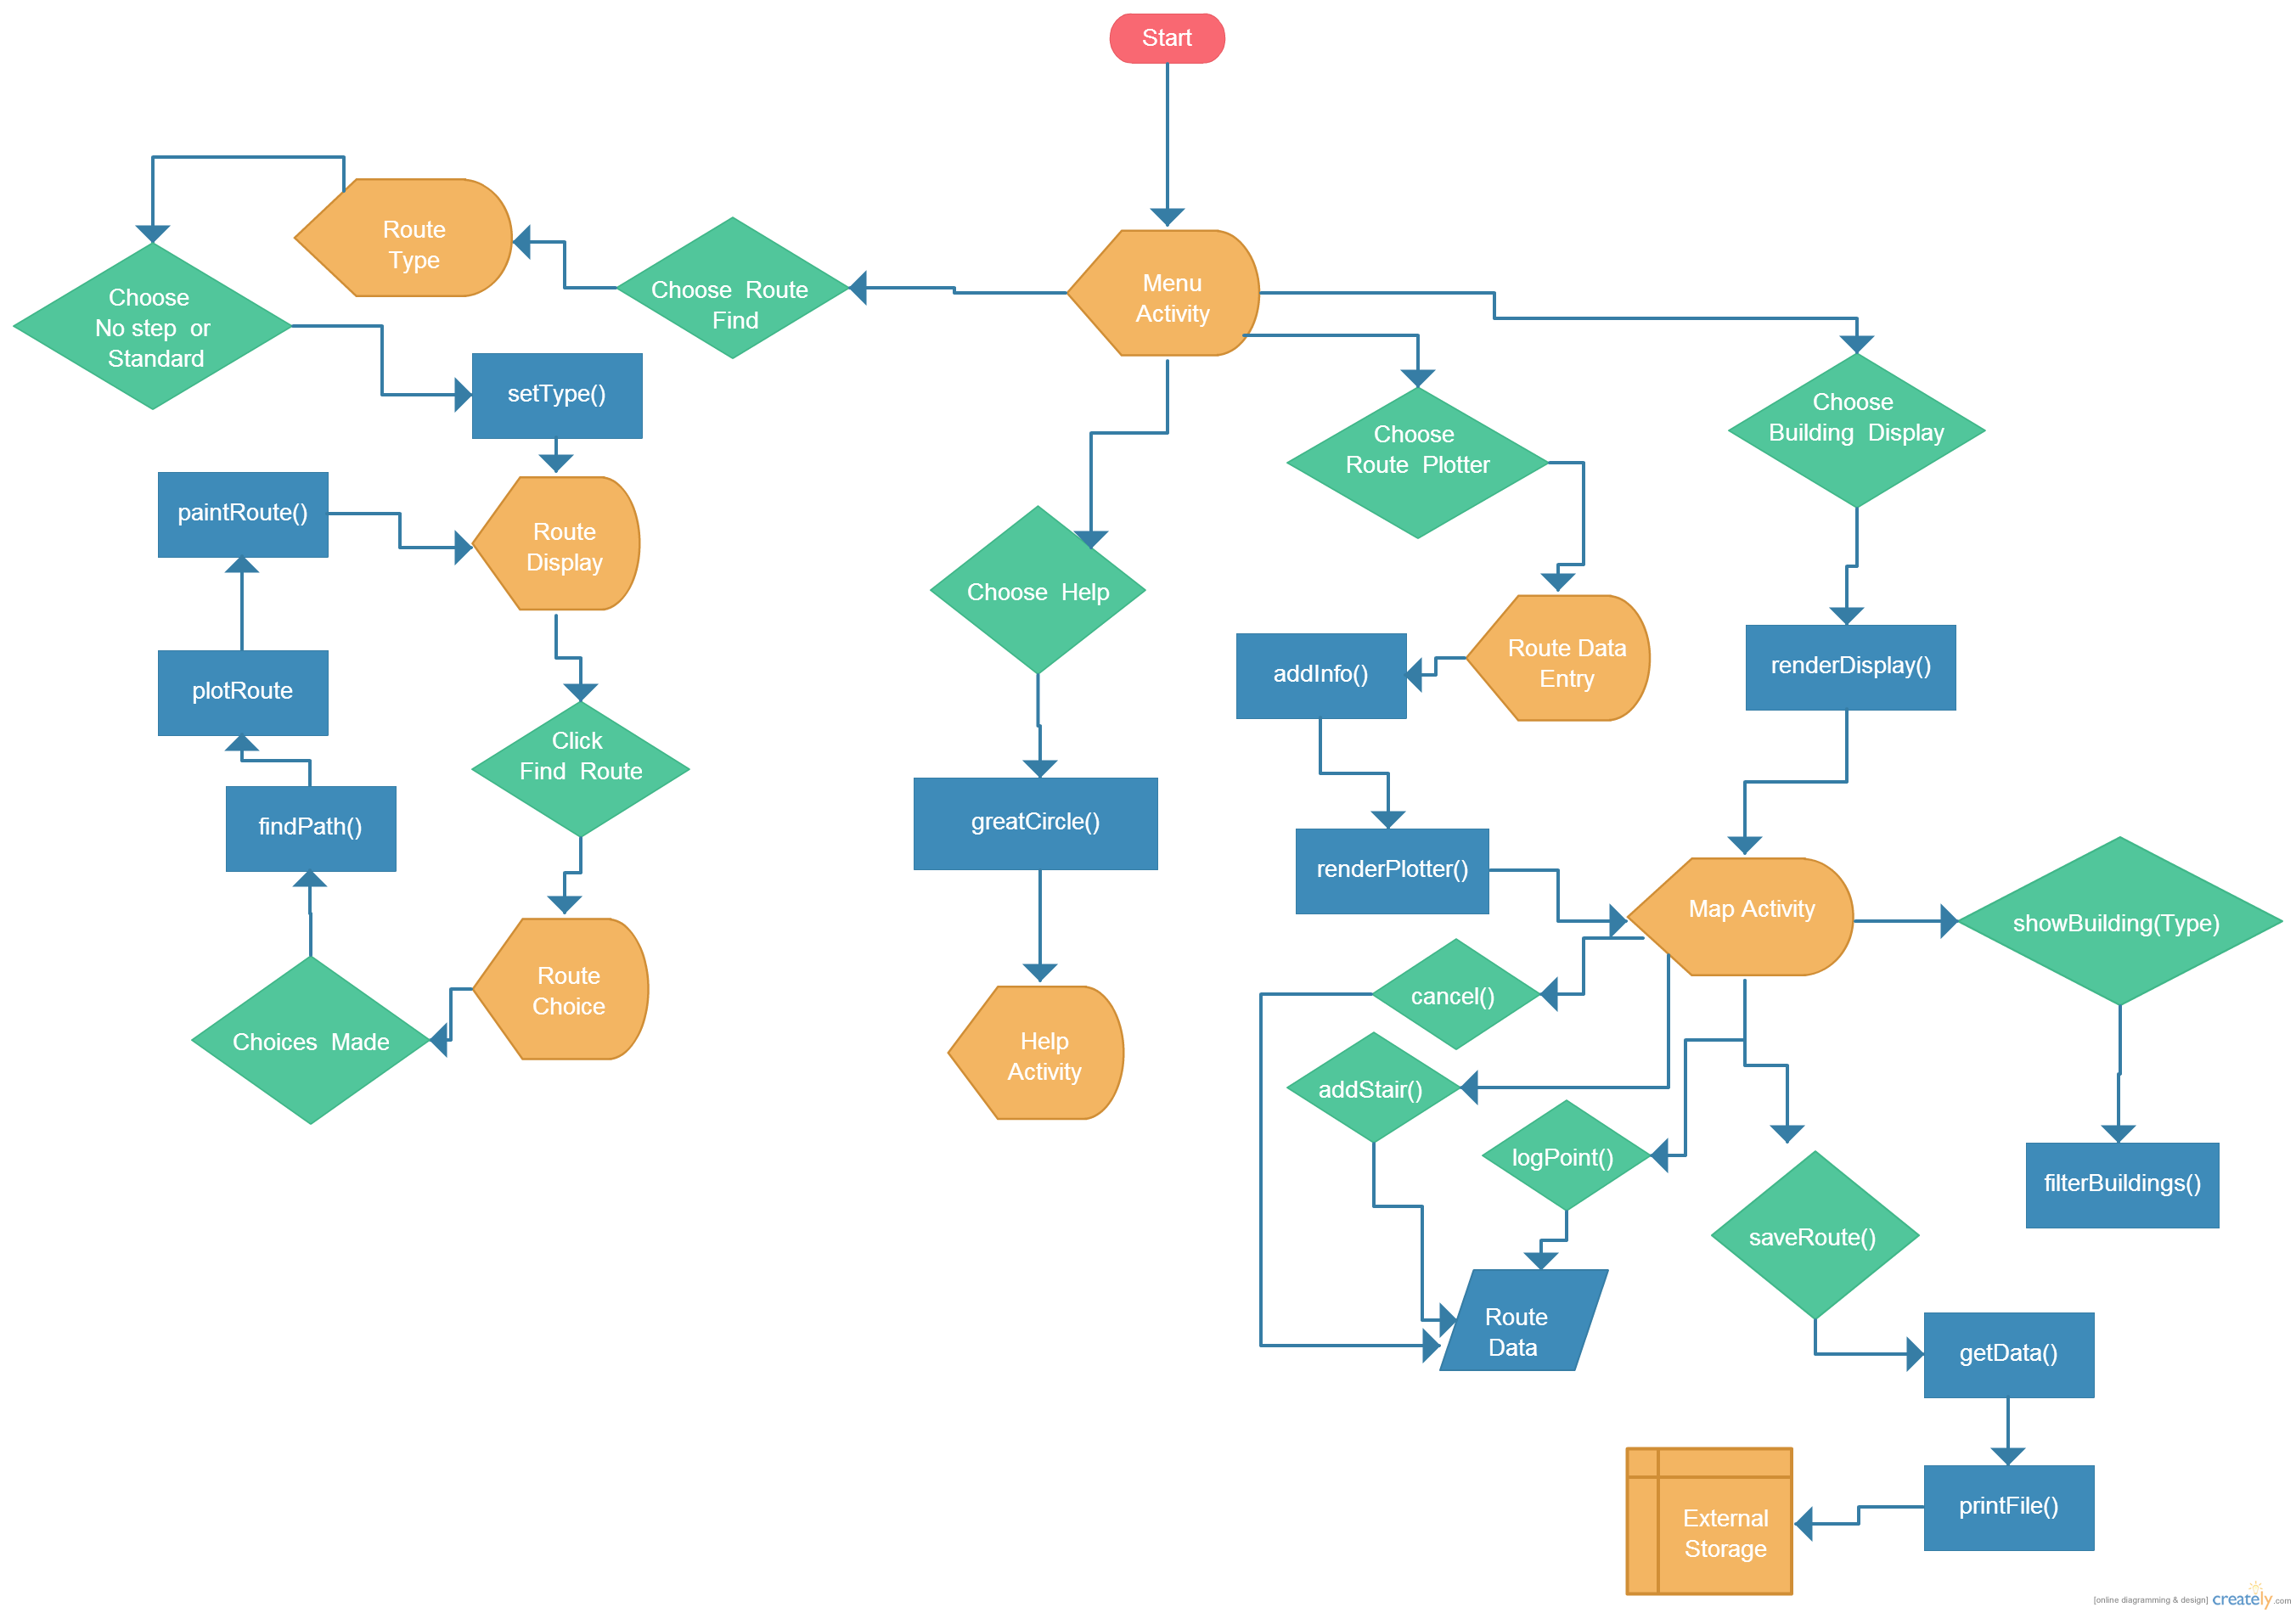 Start
Route
Type
Choose Route
Find
Menu
Activity
Choose
No step or
Standard
setType()
Choose
Route Plotter
Choose
Building Display
paintRoute()
Route
Display
Choose Help
Route Data
Entry
addInfo()
renderDisplay()
plotRoute
Click
Find Route
findPath()
greatCircle()
renderPlotter()
Map Activity
showBuilding(Type)
Route
Choice
cancel()
Choices Made
Help
Activity
addStair()
logPoint()
filterBuildings()
saveRoute()
Route
Data
getData()
printFile()
External
Storage
[online diagramming & design] creately.com